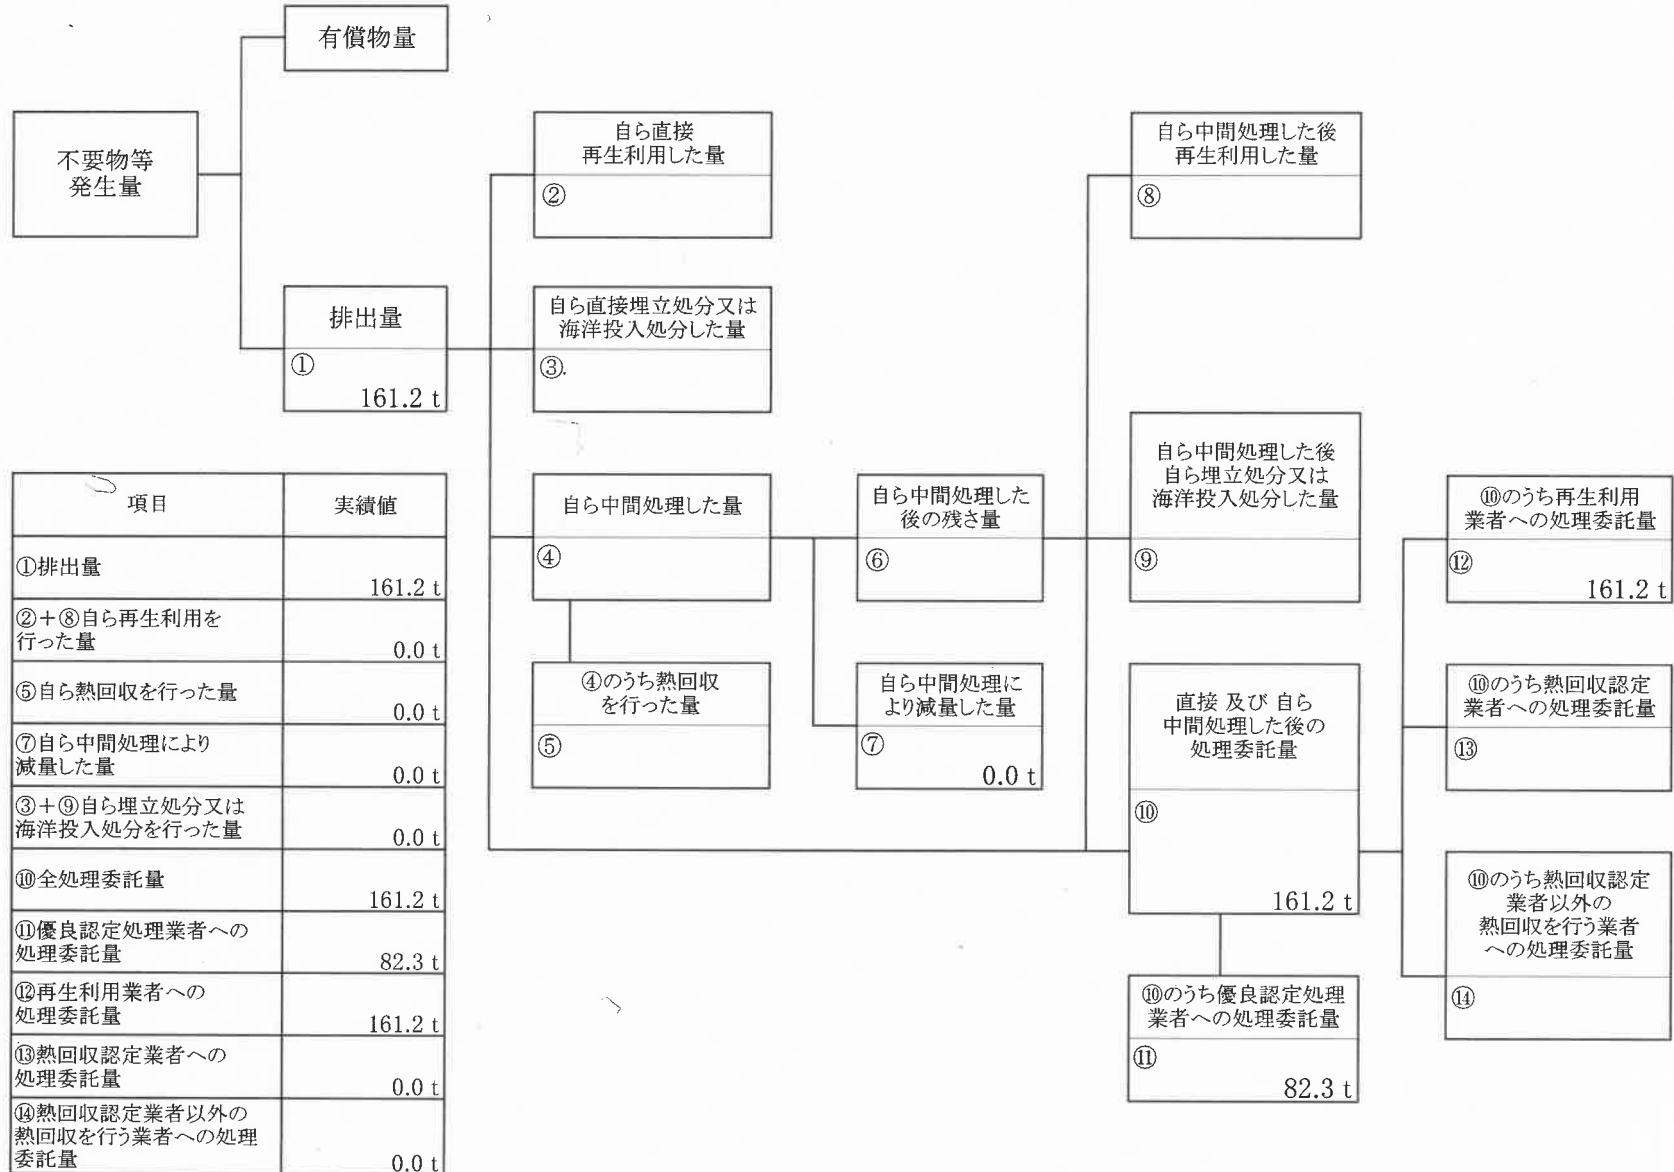 有償物量
不要物等
発生量
排出量
①
161.2 t
自ら直接
再生利用した量
②
自ら直接埋立処分又は
海洋投入処分した量
③
自ら中間処理した量
④
④のうち熱回収
を行った量
⑤
自ら中間処理した
後の残さ量
⑥
自ら中間処理に
より減量した量
⑦
0.0 t
自ら中間処理した後
再生利用した量
⑧
自ら中間処理した後
自ら埋立処分又は
海洋投入処分した量
⑨
直接 及び 自ら
中間処理した後の
処理委託量
⑩
161.2 t
⑩のうち優良認定処理
業者への処理委託量
⑪
82.3 t
⑩のうち再生利用
業者への処理委託量
⑫
161.2 t
⑩のうち熱回収認定
業者への処理委託量
⑬
⑩のうち熱回収認定
業者以外の
熱回収を行う業者
への処理委託量
⑭
項目 実績値
①排出量
161.2 t
②+⑧自ら再生利用を
行った量
0.0 t
⑤自ら熱回収を行った量
0.0 t
⑦自ら中間処理により
減量した量
0.0 t
③+⑨自ら埋立処分又は
海洋投入処分を行った量
0.0 t
⑩全処理委託量
161.2 t
⑪優良認定処理業者への
処理委託量
82.3 t
⑫再生利用業者への
処理委託量
161.2 t
⑬熱回収認定業者への
処理委託量
0.0 t
⑭熱回収認定業者以外の
熱回収を行う業者への処理
委託量
0.0 t